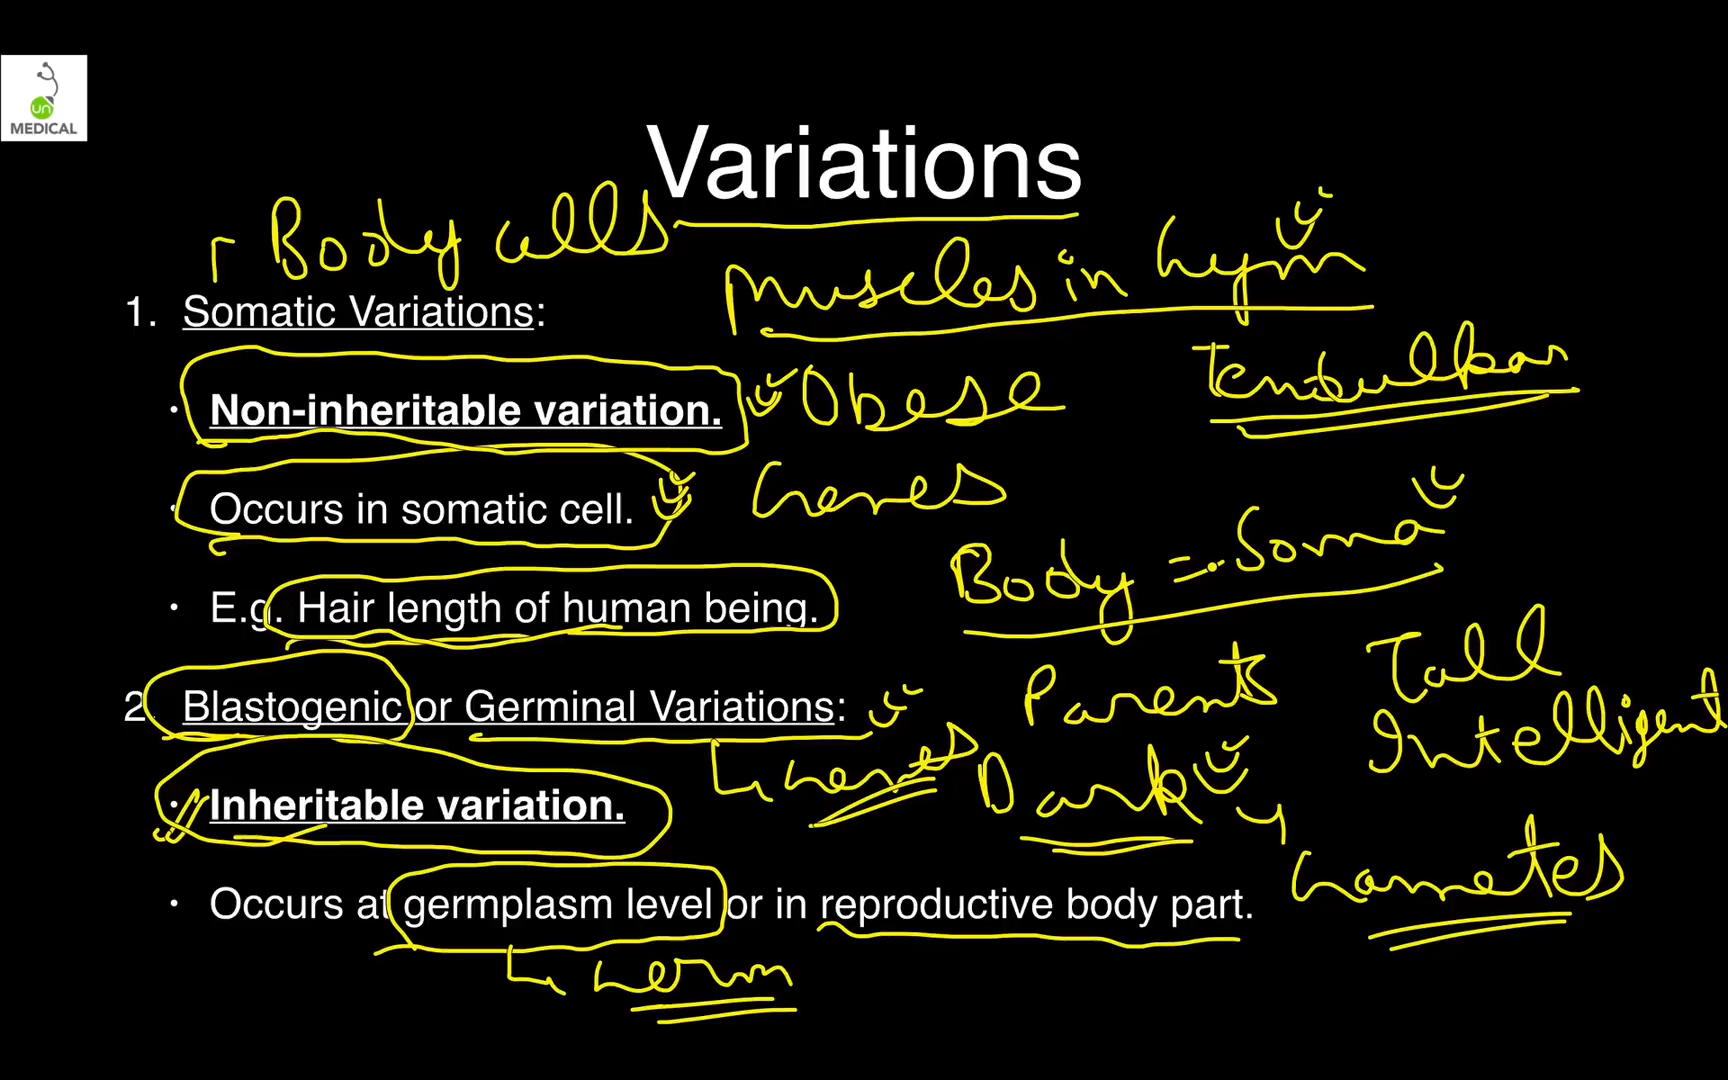 un
MEDICAL
Variations
Body cells
Muscles in Gym
1. Somatic Variations:
Tendulkar
· Non-inheritable variation.
Obese
· Occurs in somatic cell.
Genes
Body = Soma
· E.g. Hair length of human being.
Parents
Tall
2. Blastogenic or Germinal Variations:
Intelligent
Genes
Dark
· Inheritable variation.
Gametes
· Occurs at germplasm level or in reproductive body part.
Germ